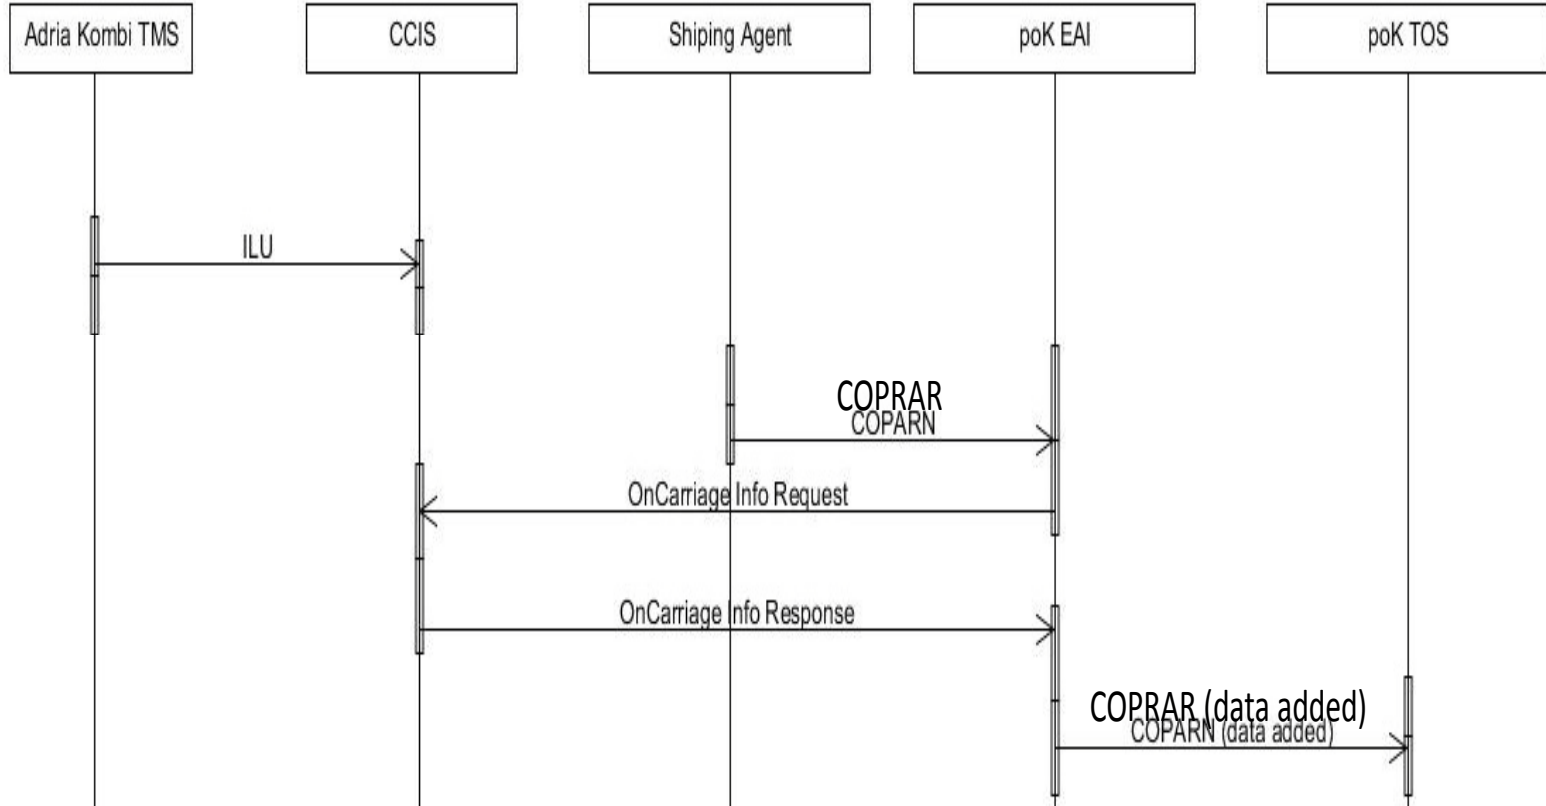 Adria Kombi TMS
CCIS
Shiping Agent
poK EAI
poK TOS
ILU
COPRAR
COPARN
OnCarriage Info Request
OnCarriage Info Response
COPRAR (data added)
COPARN (data added)